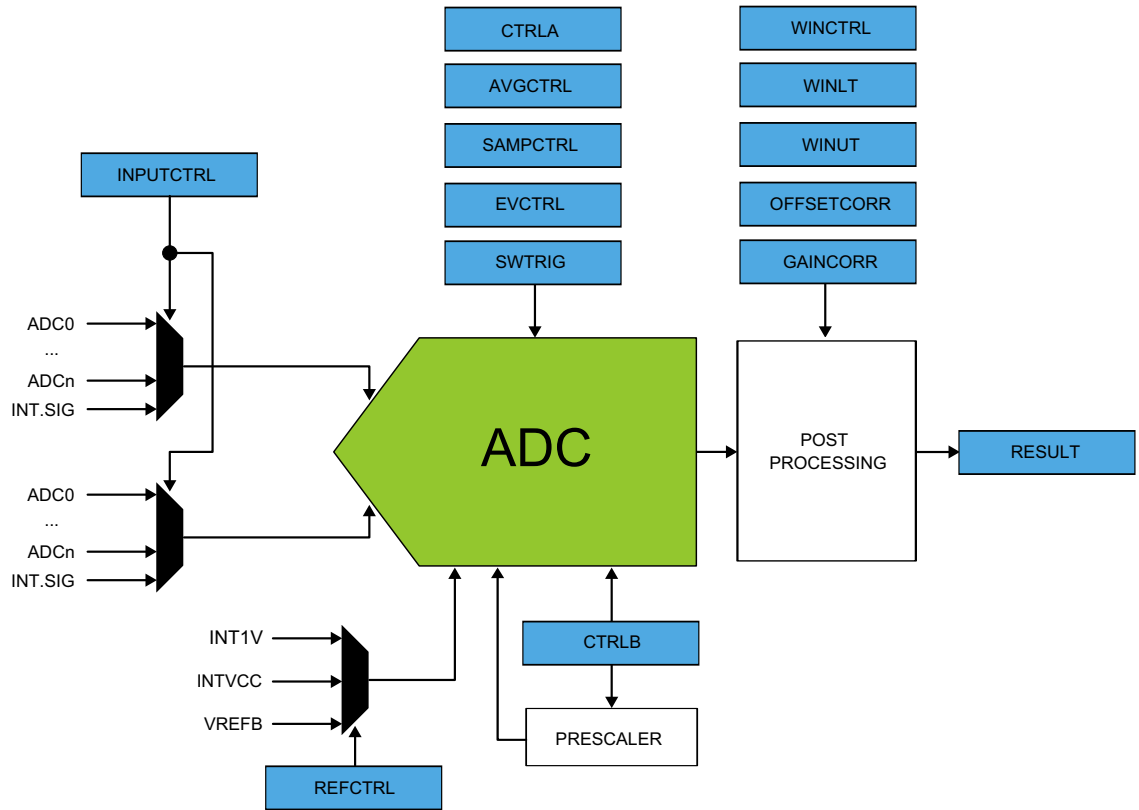 CTRLA
WINCTRL
AVGCTRL
WINLT
SAMPCTRL
WINUT
INPUTCTRL
EVCTRL
OFFSETCORR
SWTRIG
GAINCORR
ADC0
...
ADCn
INT.SIG
ADC
POST
PROCESSING
RESULT
ADC0
...
ADCn
INT.SIG
INT1V
CTRLB
INTVCC
VREFB
PRESCALER
REFCTRL